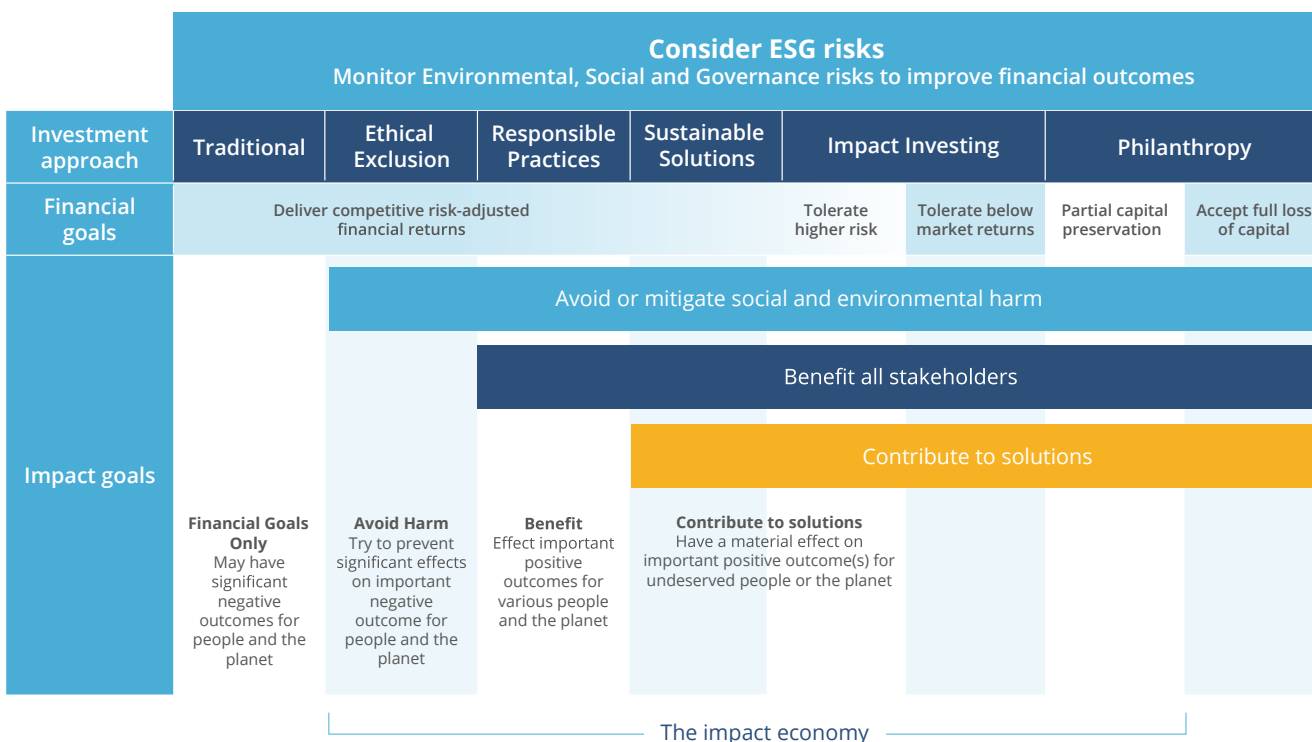 Consider ESG risks
Monitor Environmental, Social and Governance risks to improve financial outcomes
Investment
approach
Traditional
Ethical
Exclusion
Responsible
Practices
Sustainable
Solutions
Impact Investing
Philanthropy
Financial
goals
Deliver competitive risk-adjusted
financial returns
Tolerate
higher risk
Tolerate below
market returns
Partial capital
preservation
Accept full loss
of capital
Impact goals
Avoid or mitigate social and environmental harm
Benefit all stakeholders
Contribute to solutions
Financial Goals
Only
May have
significant
negative
outcomes for
people and the
planet
Avoid Harm
Try to prevent
significant effects
on important
negative
outcome for
people and the
planet
Benefit
Effect important
positive
outcomes for
various people
and the planet
Contribute to solutions
Have a material effect on
important positive outcome(s) for
undeserved people or the planet
The impact economy